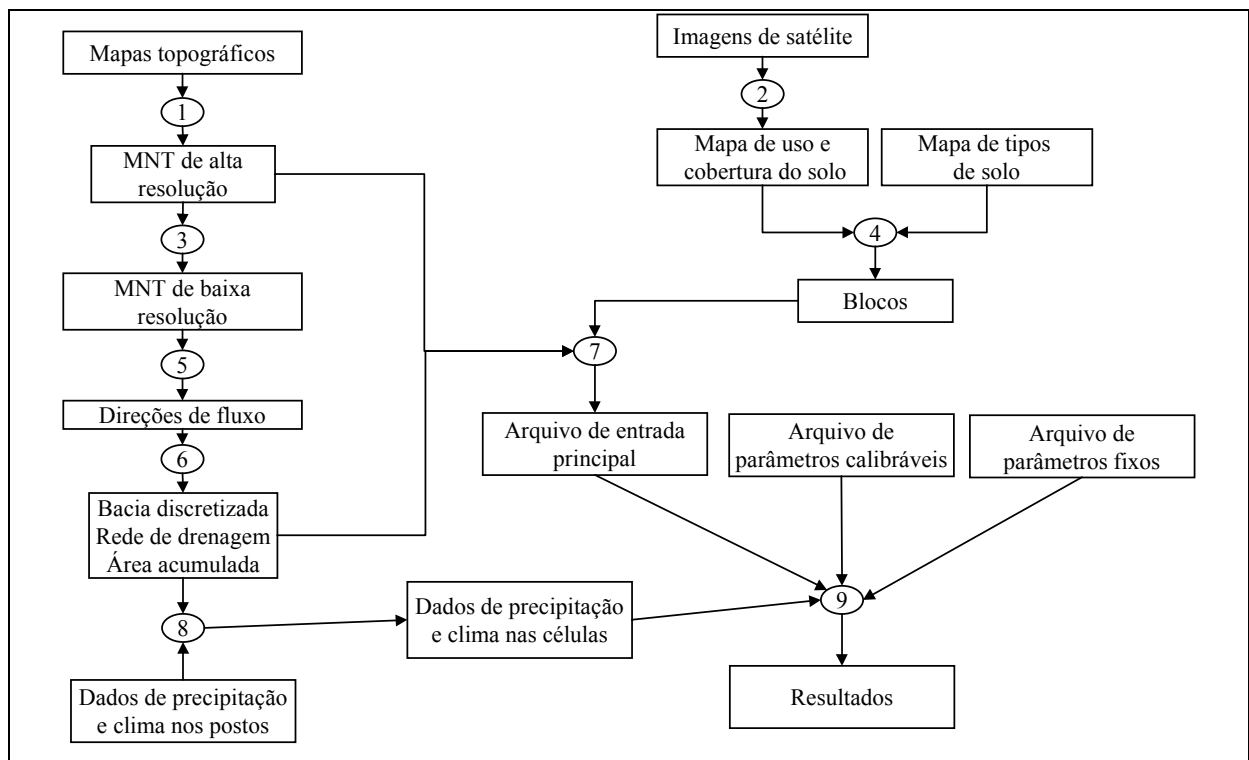 Mapas topográficos
1
MNT de alta
resolução
3
MNT de baixa
resolução
5
Direções de fluxo
6
Bacia discretizada
Rede de drenagem
Área acumulada
8
Dados de precipitação
e clima nos postos
Imagens de satélite
2
Mapa de uso e
cobertura do solo
Mapa de tipos
de solo
4
Blocos
7
Arquivo de entrada
principal
Arquivo de
parâmetros calibráveis
Arquivo de
parâmetros fixos
Dados de precipitação
e clima nas células
9
Resultados